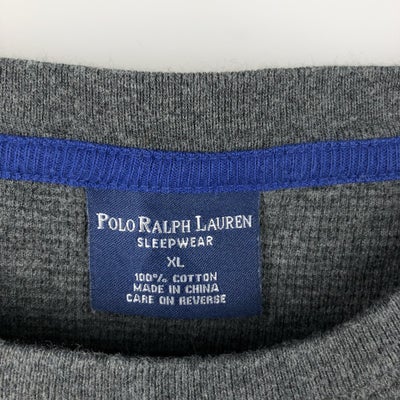 POLO RALPH LAUREN
SLEEPWEAR
XL
100% COTTON
MADE IN CHINA
CARE ON REVERSE